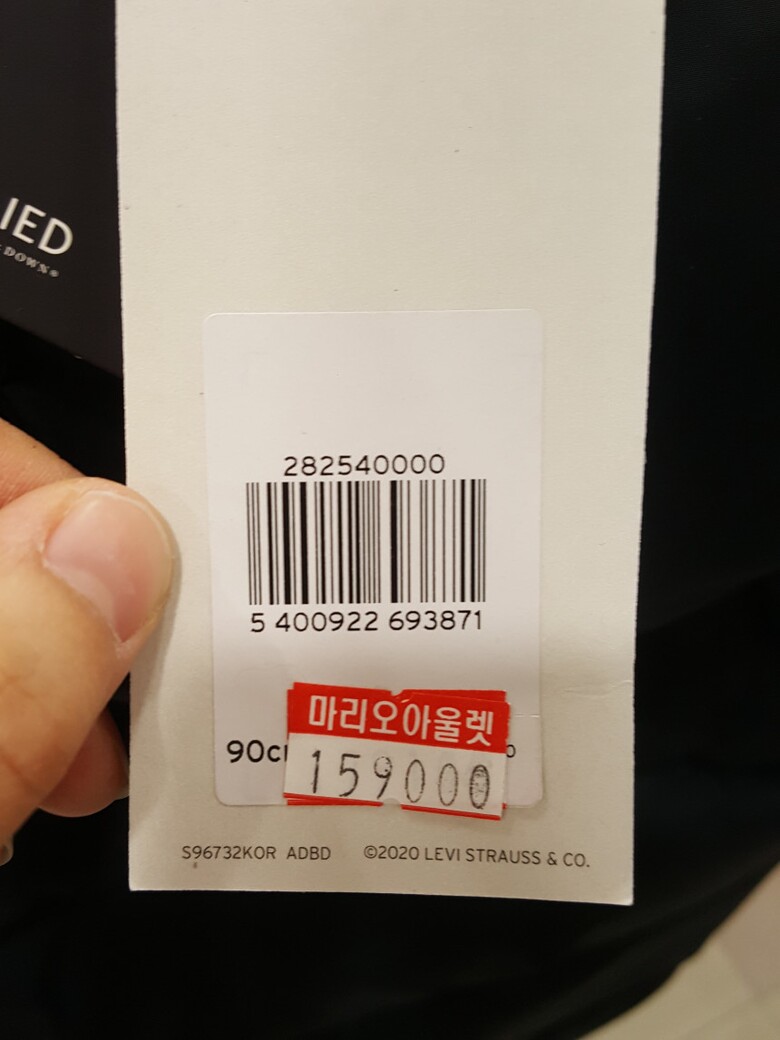 IED
DOWN®
282540000
5 400922 693871
마리오아울렛
90c
159000
S96732KOR ADBD ©2020 LEVI STRAUSS & CO.